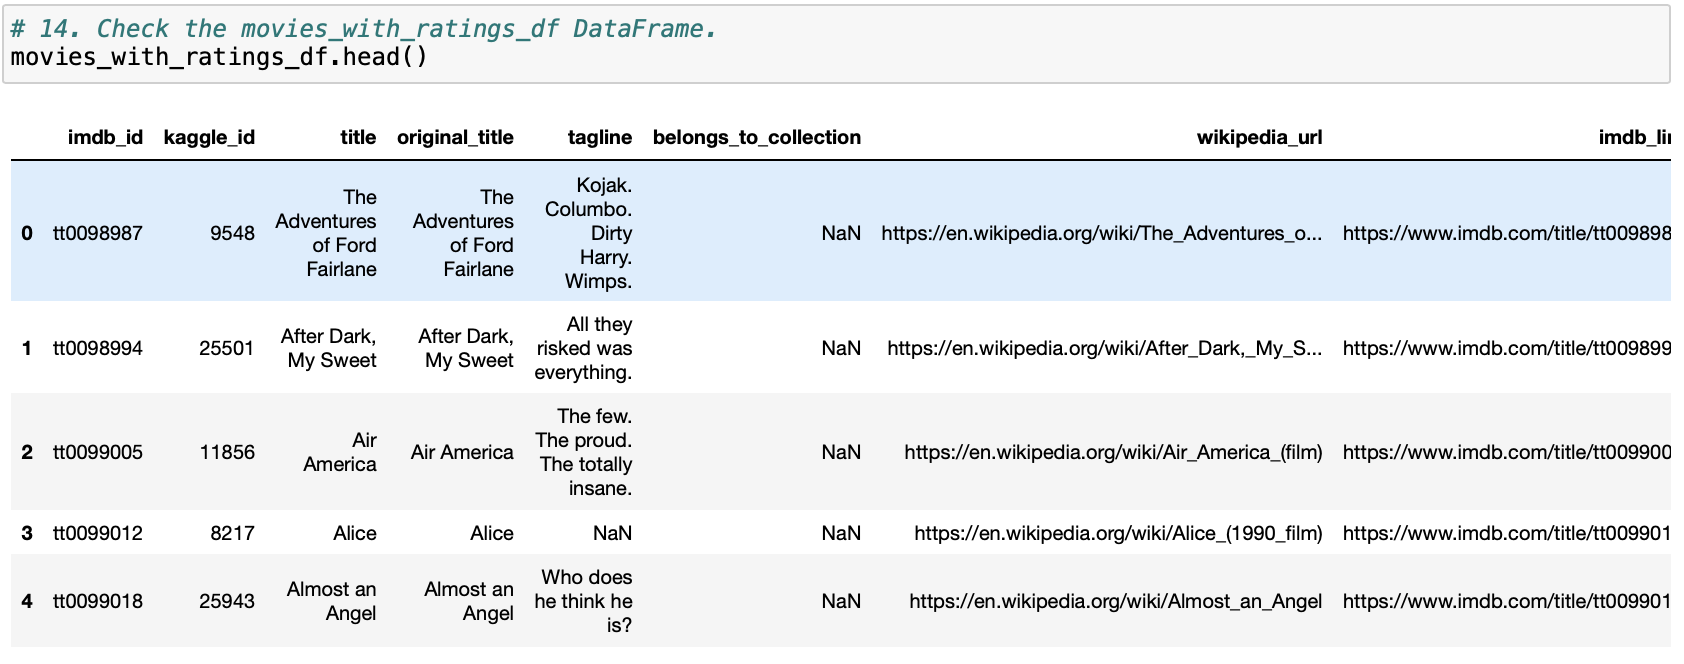 # 14. Check the movies_with_ratings_df DataFrame.
movies_with_ratings_df.head()
imdb_id kaggle_id title original_title tagline belongs_to_collection wikipedia_url imdb_lin
The The Kojak.
Adventures Adventures Columbo.
0 tt0098987 9548 of Ford of Ford Dirty NaN https://en.wikipedia.org/wiki/The_Adventures_o... https://www.imdb.com/title/tt009898
Fairlane Fairlane Harry.
Wimps.
After Dark, After Dark, All they
1 tt0098994 25501 My Sweet My Sweet risked was NaN https://en.wikipedia.org/wiki/After_Dark,_My_S... https://www.imdb.com/title/tt009899
everything.
The few.
Air The proud.
2 tt0099005 11856 America Air America The totally NaN https://en.wikipedia.org/wiki/Air_America_(film) https://www.imdb.com/title/tt009900
insane.
3 tt0099012 8217 Alice Alice NaN NaN https://en.wikipedia.org/wiki/Alice_(1990_film) https://www.imdb.com/title/tt009901
Almost an Almost an Who does
4 tt0099018 25943 Angel Angel he think he NaN https://en.wikipedia.org/wiki/Almost_an_Angel https://www.imdb.com/title/tt009901
is?